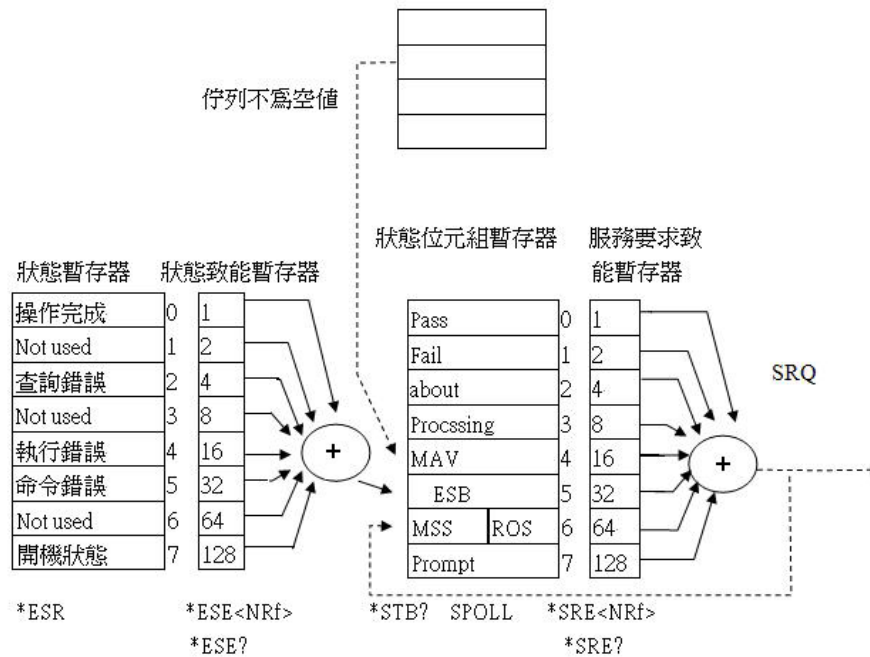 佇列不為空值
狀態位元組暫存器
服務要求致
能暫存器
狀態暫存器
狀態致能暫存器
操作完成 0 1
Not used 1 2
查詢錯誤 2 4
Not used 3 8
執行錯誤 4 16
命令錯誤 5 32
Not used 6 64
開機狀態 7 128
+
Pass 0 1
Fail 1 2
about 2 4
Procssing 3 8
MAV 4 16
ESB 5 32
MSS ROS 6 64
Prompt 7 128
+
SRQ
*ESR *ESE<NRf> *STB? SPOLL *SRE<NRf>
*ESE? *SRE?